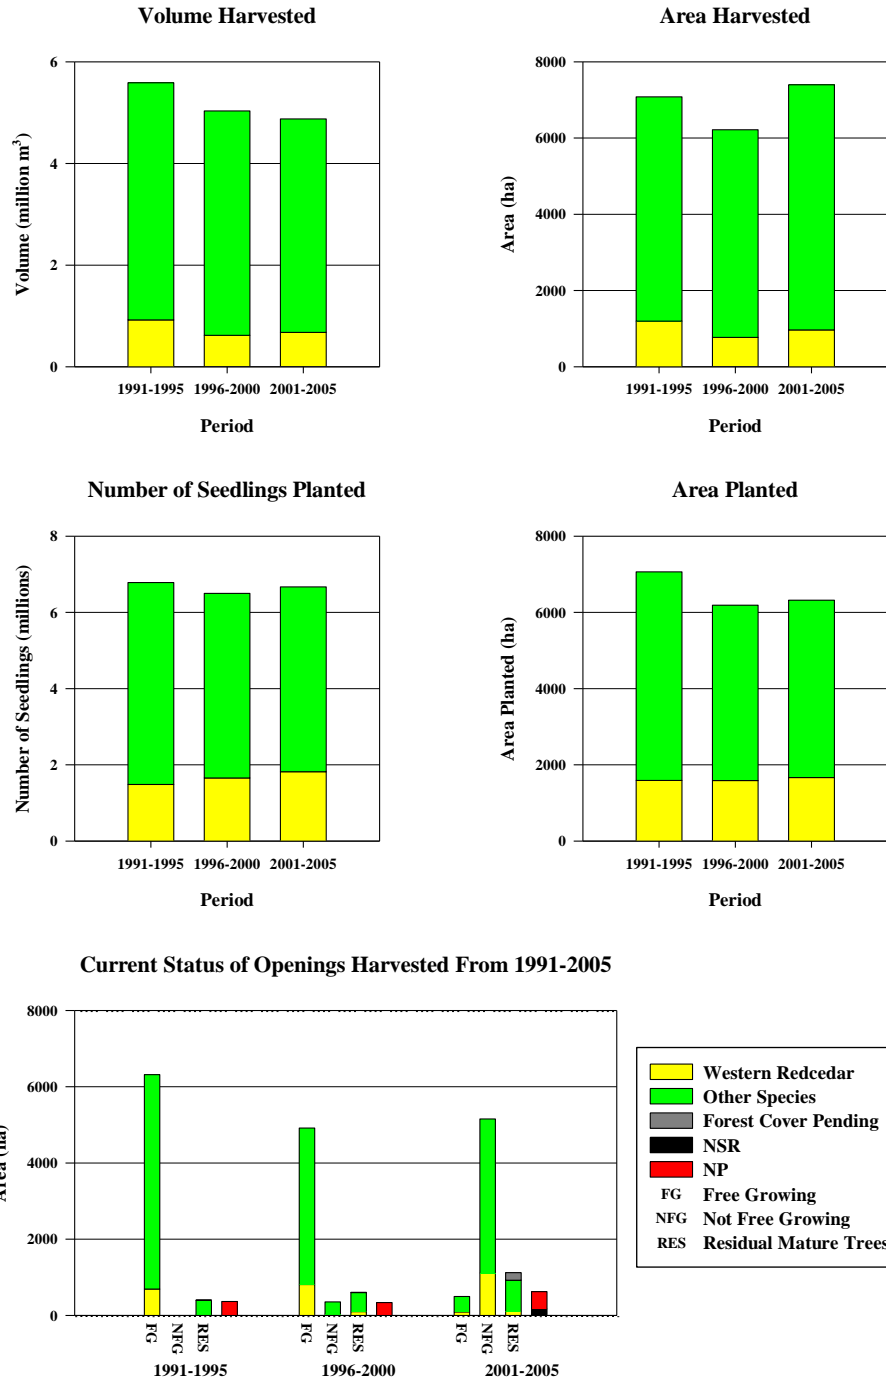 Volume Harvested
Area Harvested
6
4
2
0
Volume (million m³)
1991-1995 1996-2000 2001-2005
Period
8000
6000
4000
2000
0
Area (ha)
1991-1995 1996-2000 2001-2005
Period
Number of Seedlings Planted
Area Planted
8
6
4
2
0
Number of Seedlings (millions)
1991-1995 1996-2000 2001-2005
Period
8000
6000
4000
2000
0
Area Planted (ha)
1991-1995 1996-2000 2001-2005
Period
Current Status of Openings Harvested From 1991-2005
8000
6000
4000
2000
0
Area (ha)
FG NFG RES FG NFG RES FG NFG RES
1991-1995 1996-2000 2001-2005
Western Redcedar
Other Species
Forest Cover Pending
NSR
NP
FG Free Growing
NFG Not Free Growing
RES Residual Mature Trees